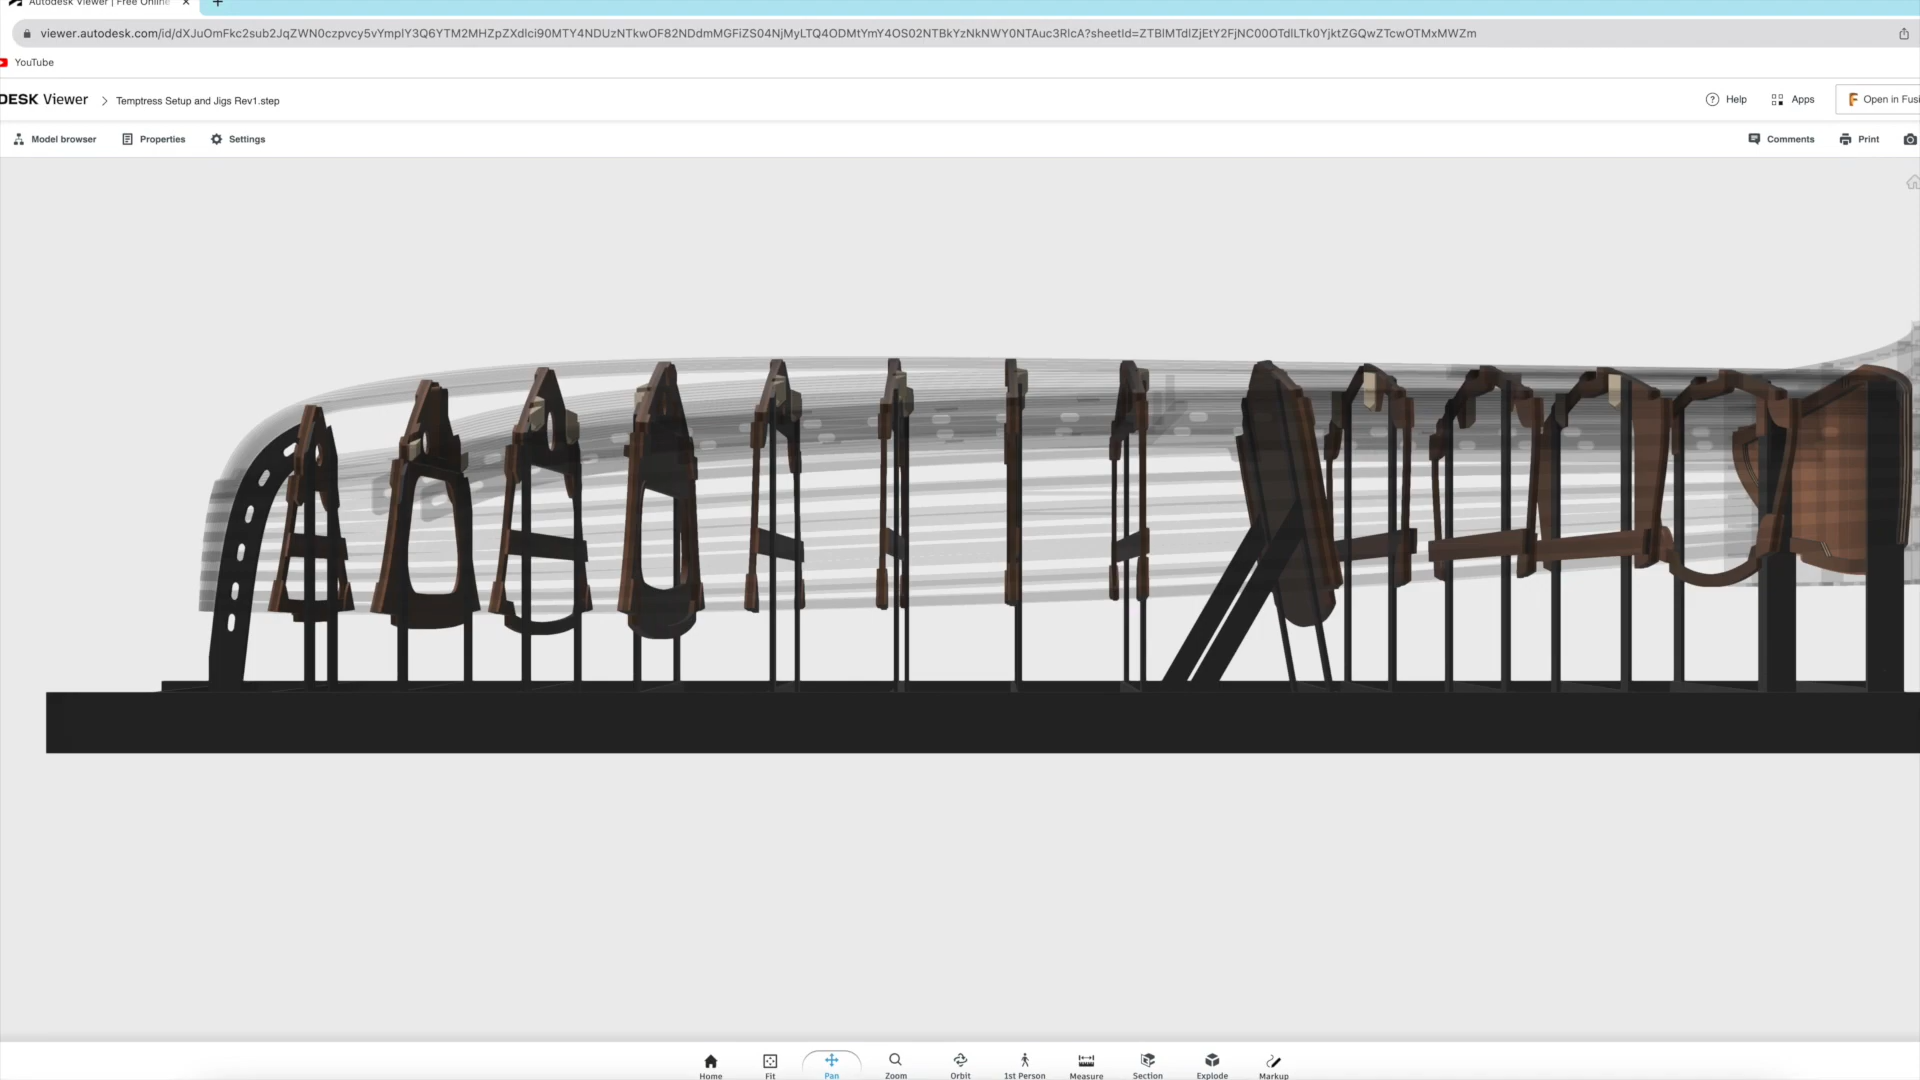 Autodesk Viewer | Free Online
viewer.autodesk.com/id/dXJuOmFkc2sub2JqZWN0czpvcy5vYmplY3Q6YTM2MHZpZXdlci90MTY4NDUzNTkwOF82NDdmMGFiZS04NjMyLTQ4ODMtYmY4OS02NTBkYzNkNWY0NTAuc3RlcA?sheetId=ZTBlMTdlZjEtY2FjNC00OTdlLTk0YjktZGQwZTcwOTMxMWZm
YouTube
DESK Viewer
Temptress Setup and Jigs Rev1.step
Help
Apps
Open in Fusi
Model browser
Properties
Settings
Comments
Print
Home
Fit
Pan
Zoom
Orbit
1st Person
Measure
Section
Explode
Markup